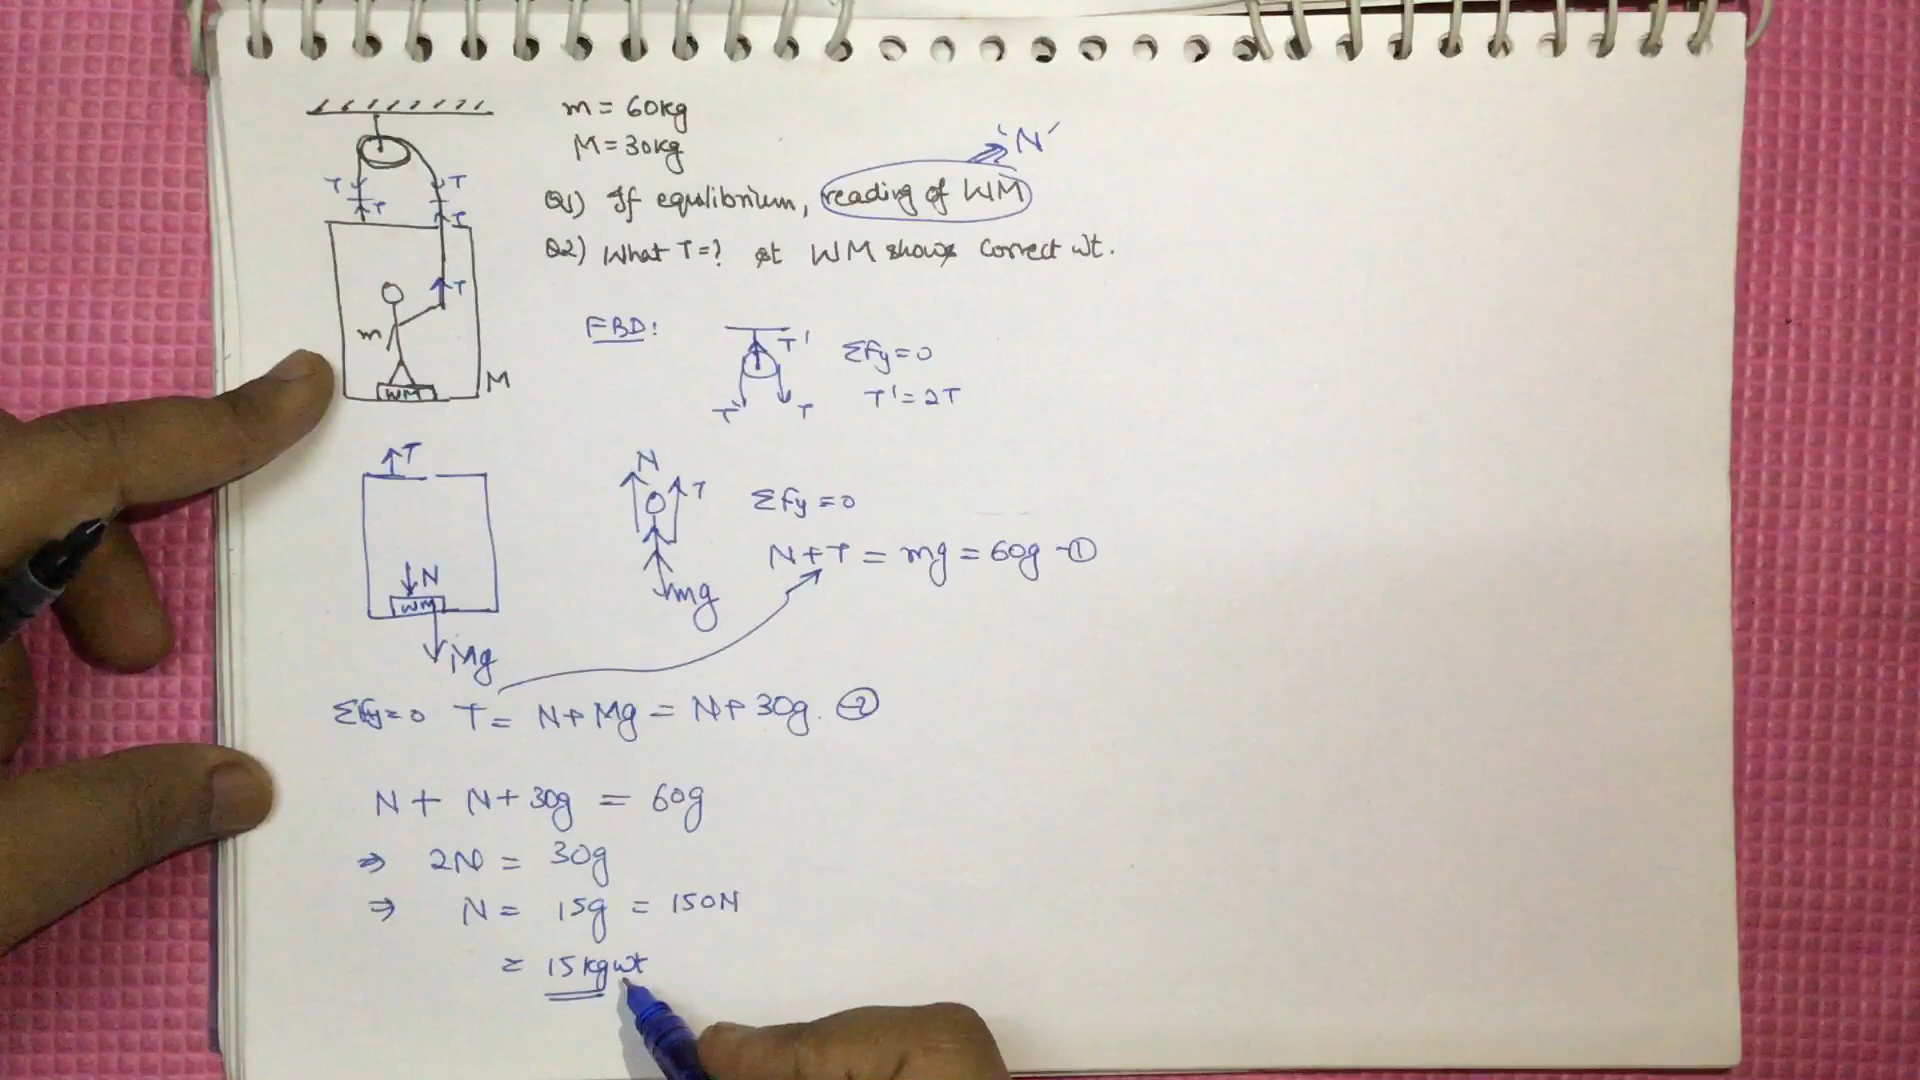 m = 60kg
M = 30kg
'N'
Q1) If equilibrium, reading of WM
Q2) What T=? st WM shows correct wt.
T T
T T
T
m
WM
M
FBD:
T'
T T
ΣFy = 0
T' = 2T
T
N
WM
Mg
N
T
mg
ΣFy = 0
N + T = mg = 60g - ①
ΣFy = 0 T = N + Mg = N + 30g. - ②
N + N + 30g = 60g
⇒ 2N = 30g
⇒ N = 15g = 150N
= 15kgwt